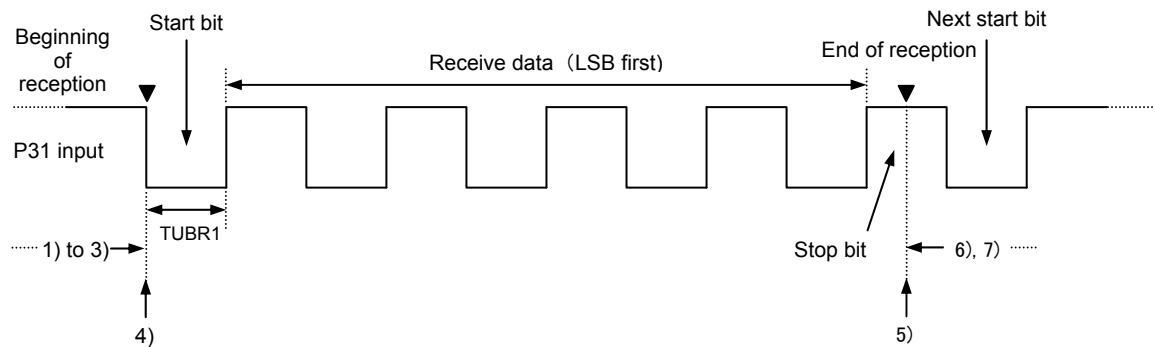 Start bit
Next start bit
Beginning
of
reception
Receive data (LSB first)
End of reception
P31 input
TUBR1
1) to 3)
Stop bit
6), 7)
4)
5)